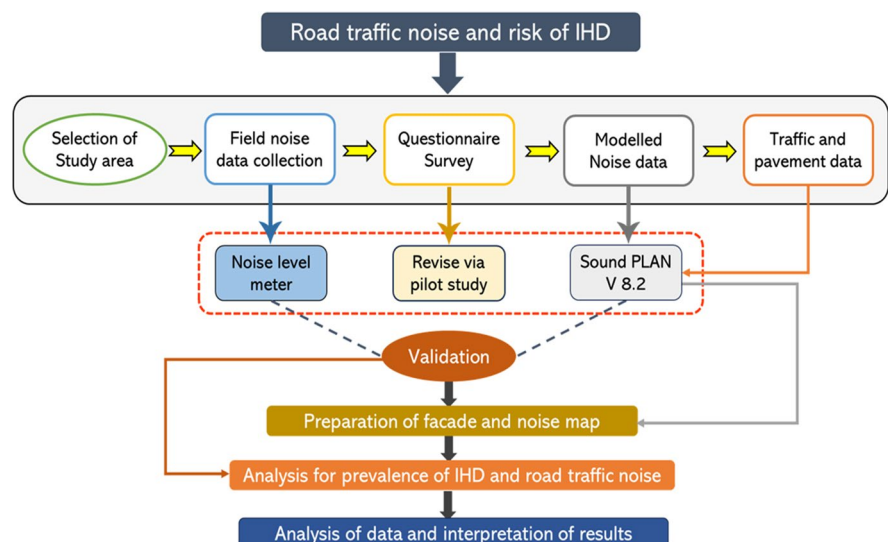 Road traffic noise and risk of IHD
Selection of
Study area
Field noise
data collection
Questionnaire
Survey
Modelled
Noise data
Traffic and
pavement data
Noise level
meter
Revise via
pilot study
Sound PLAN
V 8.2
Validation
Preparation of facade and noise map
Analysis for prevalence of IHD and road traffic noise
Analysis of data and interpretation of results